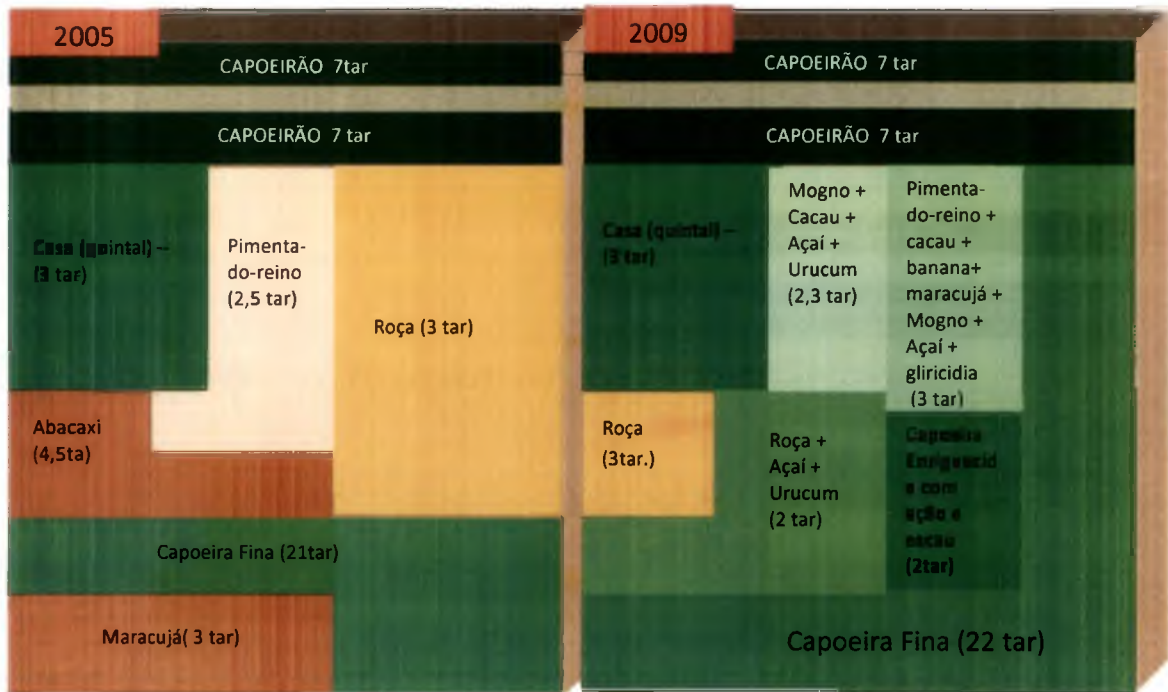 2005
CAPOEIRÃO 7tar
CAPOEIRÃO 7 tar
Casa (quintal) –
(3 tar)
Pimenta-
do-reino
(2,5 tar)
Roça (3 tar)
Abacaxi
(4,5ta)
Capoeira Fina (21tar)
Maracujá( 3 tar)
2009
CAPOEIRÃO 7 tar
CAPOEIRÃO 7 tar
Casa (quintal) –
(3 tar)
Mogno +
Cacau +
Açaí +
Urucum
(2,3 tar)
Pimenta-
do-reino +
cacau +
banana+
maracujá +
Mogno +
Açaí +
gliricidia
(3 tar)
Roça
(3tar.)
Roça +
Açaí +
Urucum
(2 tar)
Capoeira
Enriquecid
a com
e
cacau
(2tar)
Capoeira Fina (22 tar)